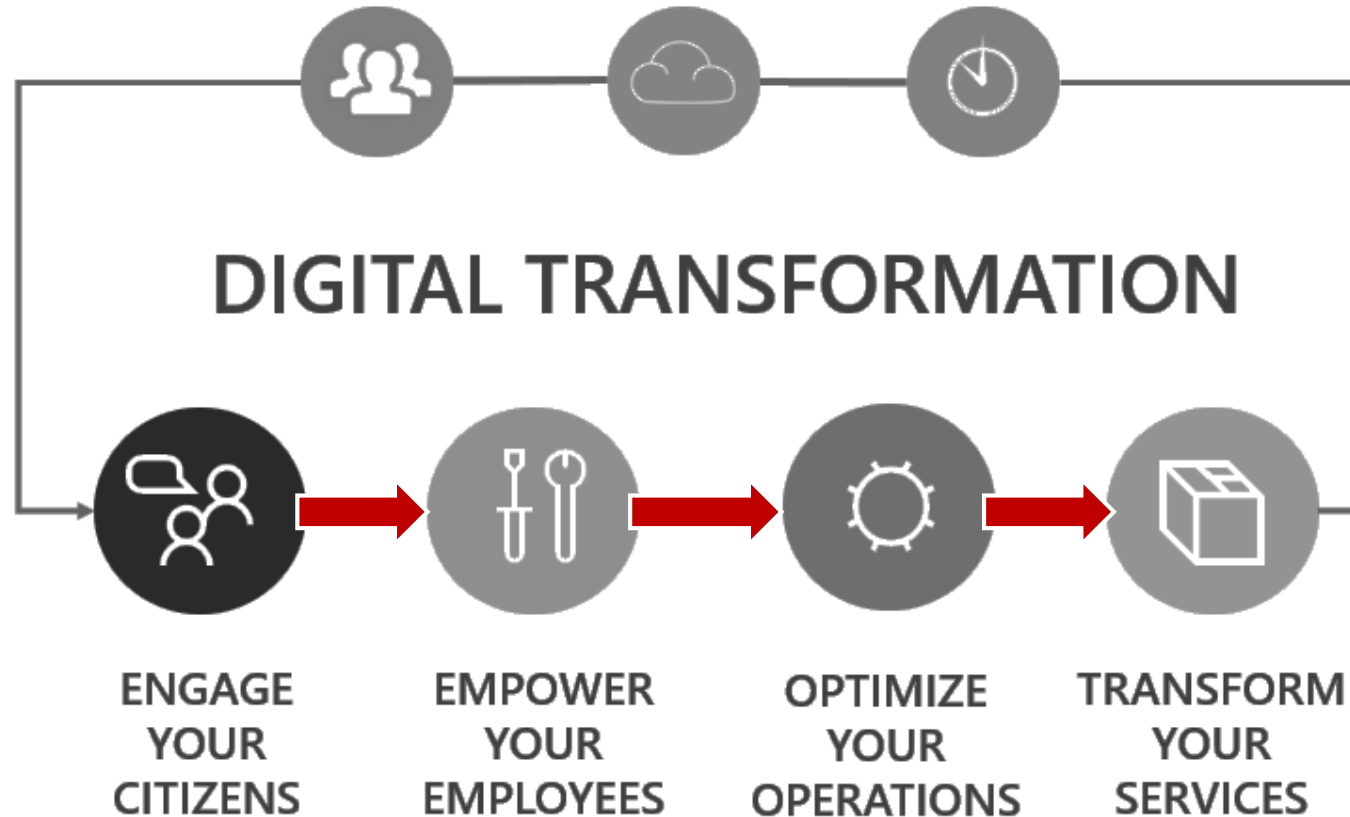 DIGITAL TRANSFORMATION
ENGAGE
YOUR
CITIZENS
EMPOWER
YOUR
EMPLOYEES
OPTIMIZE
YOUR
OPERATIONS
TRANSFORM
YOUR
SERVICES